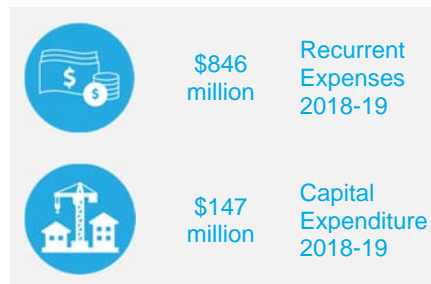 $846
million
Recurrent
Expenses
2018-19
$
$
$147
million
Capital
Expenditure
2018-19